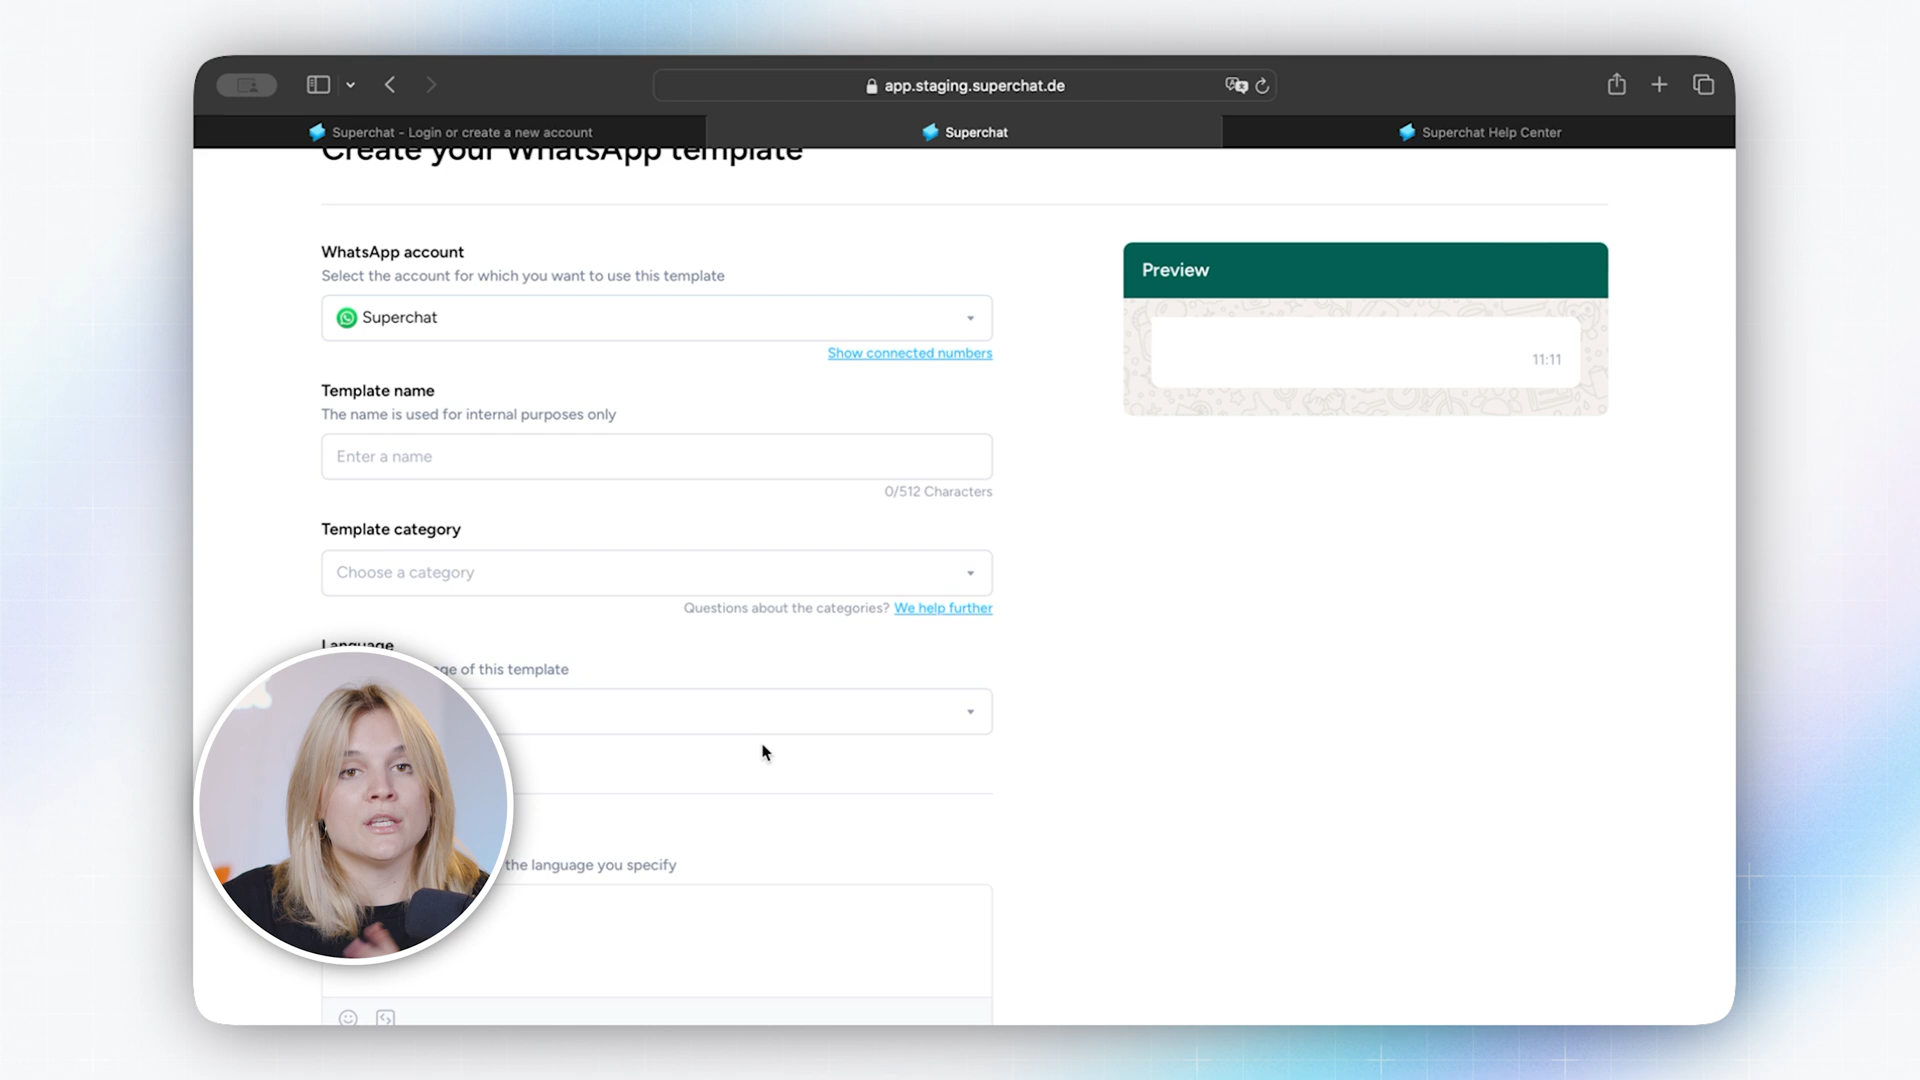 app.staging.superchat.de
Superchat - Login or create a new account
Superchat
Superchat Help Center
Create your WhatsApp template
WhatsApp account
Select the account for which you want to use this template
Superchat
Show connected numbers
Template name
The name is used for internal purposes only
Enter a name
0/512 Characters
Template category
Choose a category
Questions about the categories? We help further
Language
of this template
the language you specify
Preview
11:11